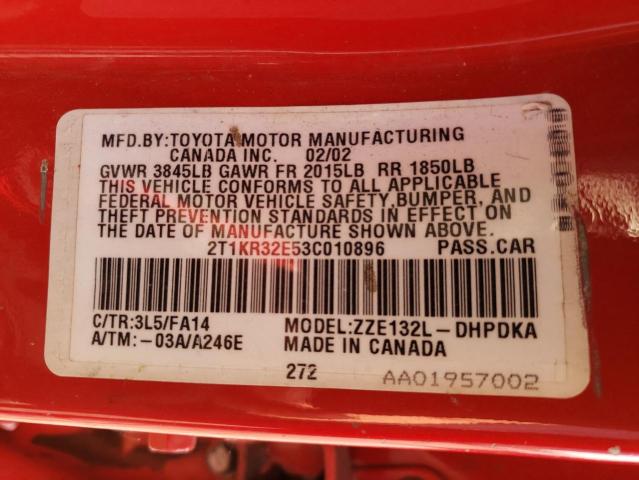 MFD.BY:TOYOTA MOTOR MANUFACTURING
CANADA INC. 02/02
GVWR 3845LB GAWR FR 2015LB RR 1850LB
THIS VEHICLE CONFORMS TO ALL APPLICABLE
FEDERAL MOTOR VEHICLE SAFETY,BUMPER, AND
THEFT PREVENTION STANDARDS IN EFFECT ON
THE DATE OF MANUFACTURE SHOWN ABOVE.
2T1KR32E53C010896 PASS.CAR
C/TR:3L5/FA14 MODEL:ZZE132L-DHPDKA
A/TM:-03A/A246E MADE IN CANADA
272 AA01957002